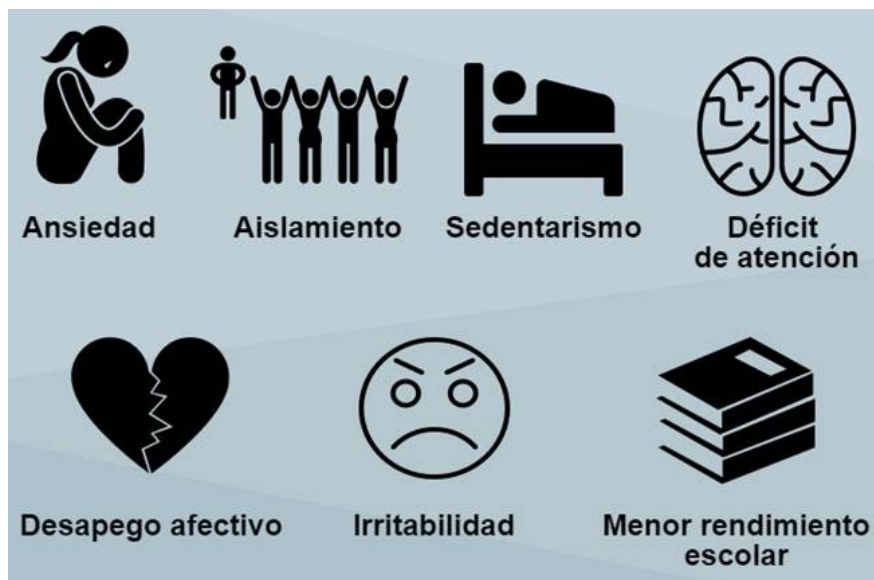 Ansiedad
Aislamiento
Sedentarismo
Déficit
de atención
Desapego afectivo
Irritabilidad
Menor rendimiento
escolar